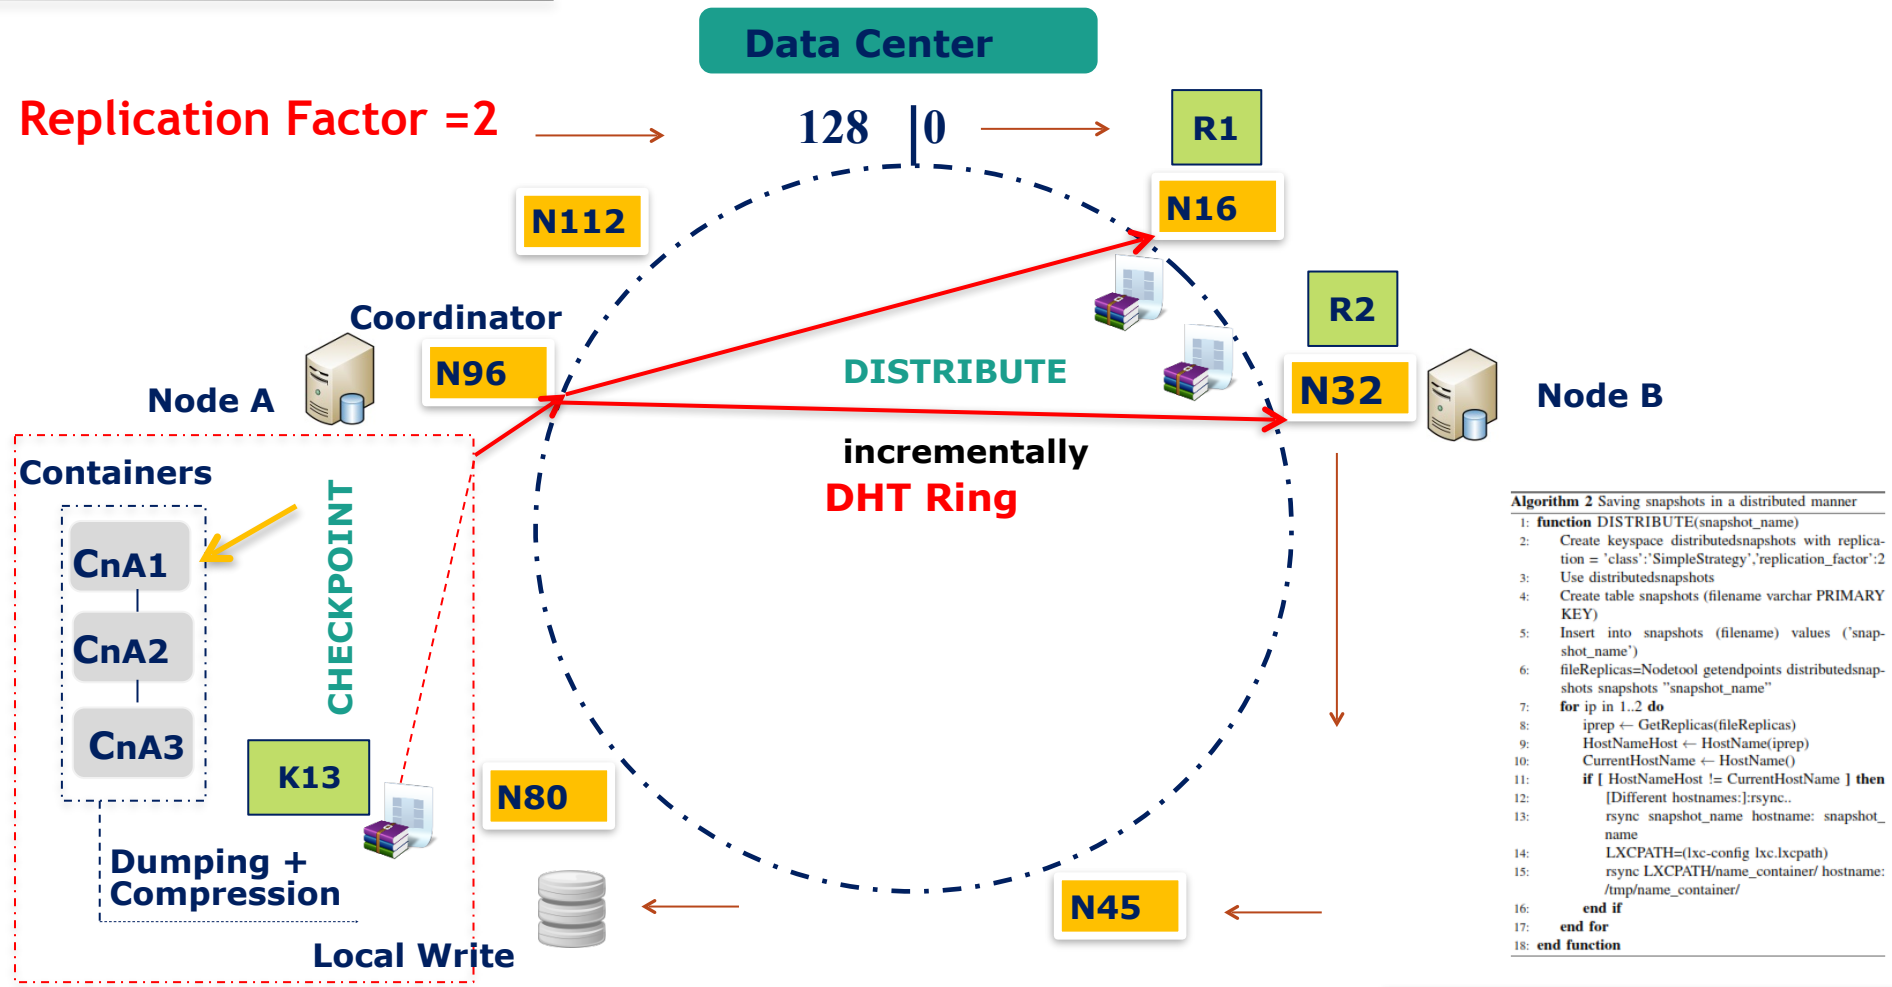 Data Center
Replication Factor =2
128 | 0
R1
N16
N112
R2
Coordinator
N96
N32
Node A
Node B
DISTRIBUTE
incrementally
DHT Ring
Containers
CnA1
CnA2
CnA3
CHECKPOINT
K13
N80
Dumping +
Compression
Local Write
N45
Algorithm 2 Saving snapshots in a distributed manner
1: function DISTRIBUTE(snapshot_name)
2: Create keyspace distributedsnapshots with replica-
tion = 'class':'SimpleStrategy','replication_factor':2
3: Use distributedsnapshots
4: Create table snapshots (filename varchar PRIMARY
KEY)
5: Insert into snapshots (filename) values ('snap-
shot_name')
6: fileReplicas=Nodetool getendpoints distributedsnap-
shots snapshots "snapshot_name"
7: for ip in 1..2 do
8: iprep ← GetReplicas(fileReplicas)
9: HostNameHost ← HostName(iprep)
10: CurrentHostName ← HostName()
11: if [ HostNameHost != CurrentHostName ] then
12: [Different hostnames:]:rsync..
13: rsync snapshot_name hostname: snapshot_
name
14: LXCPATH=(lxc-config lxc.lxcpath)
15: rsync LXCPATH/name_container/ hostname:
/tmp/name_container/
16: end if
17: end for
18: end function